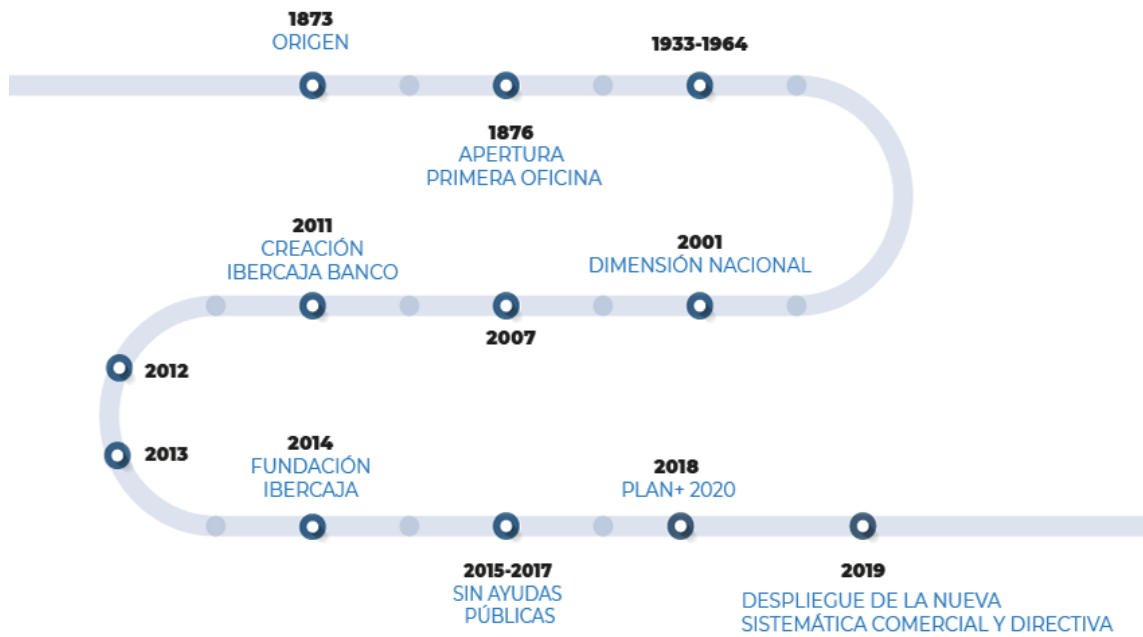 1873
ORIGEN
1876
APERTURA
PRIMERA OFICINA
1933-1964
2001
DIMENSIÓN NACIONAL
2007
2011
CREACIÓN
IBERCAJA BANCO
2012
2013
2014
FUNDACIÓN
IBERCAJA
2015-2017
SIN AYUDAS
PÚBLICAS
2018
PLAN+ 2020
2019
DESPLIEGUE DE LA NUEVA
SISTEMÁTICA COMERCIAL Y DIRECTIVA